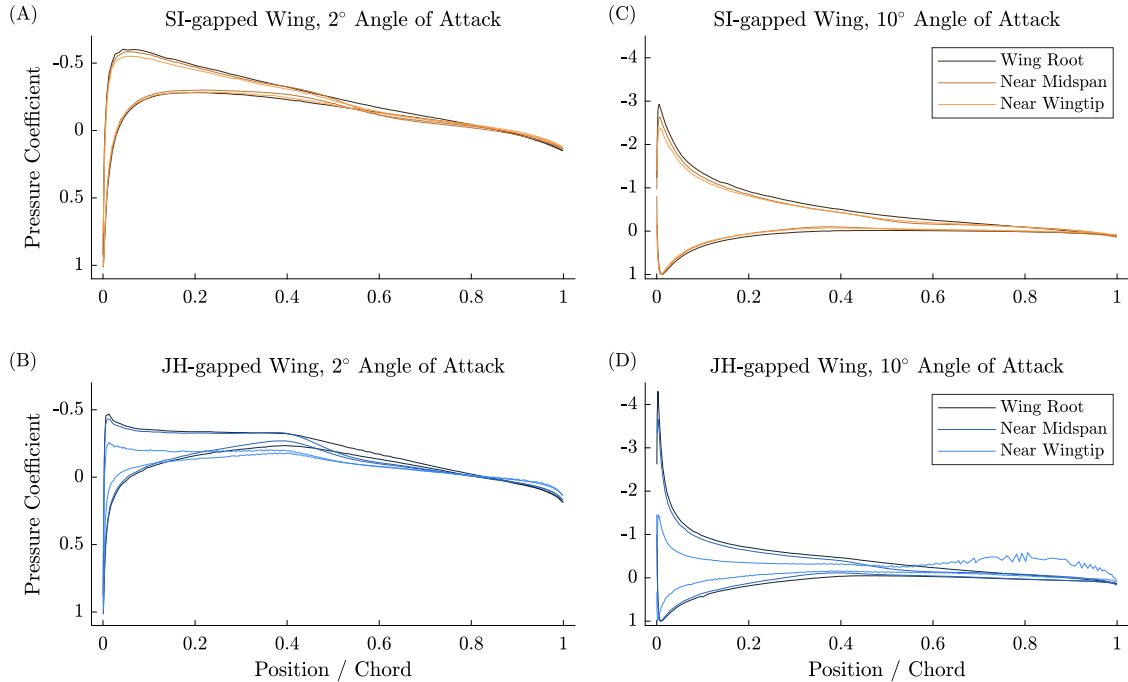 (A)
SI-gapped Wing, 2° Angle of Attack
Pressure Coefficient
-0.5
0
0.5
1
0 0.2 0.4 0.6 0.8 1
(C)
SI-gapped Wing, 10° Angle of Attack
-4
-3
-2
-1
0
1
0 0.2 0.4 0.6 0.8 1
Wing Root
Near Midspan
Near Wingtip
(B)
JH-gapped Wing, 2° Angle of Attack
Pressure Coefficient
-0.5
0
0.5
1
0 0.2 0.4 0.6 0.8 1
Position / Chord
(D)
JH-gapped Wing, 10° Angle of Attack
-4
-3
-2
-1
0
1
0 0.2 0.4 0.6 0.8 1
Position / Chord
Wing Root
Near Midspan
Near Wingtip